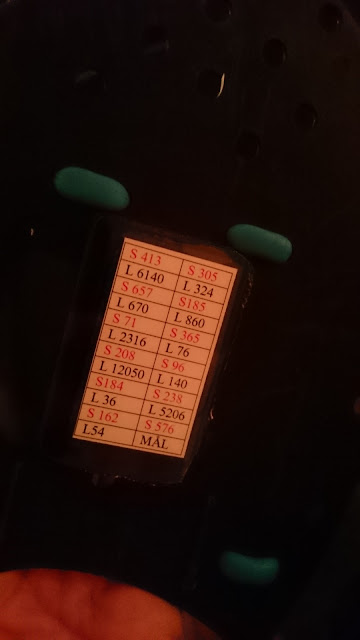 S 413 S 305
L 6140 L 324
S 657 S185
L 670 L 860
S 71 S 365
L 2316 L 76
S 208 S 96
L 12050 L 140
S184 S 238
L 36 L 5206
S 162 S 576
L54 MÅL